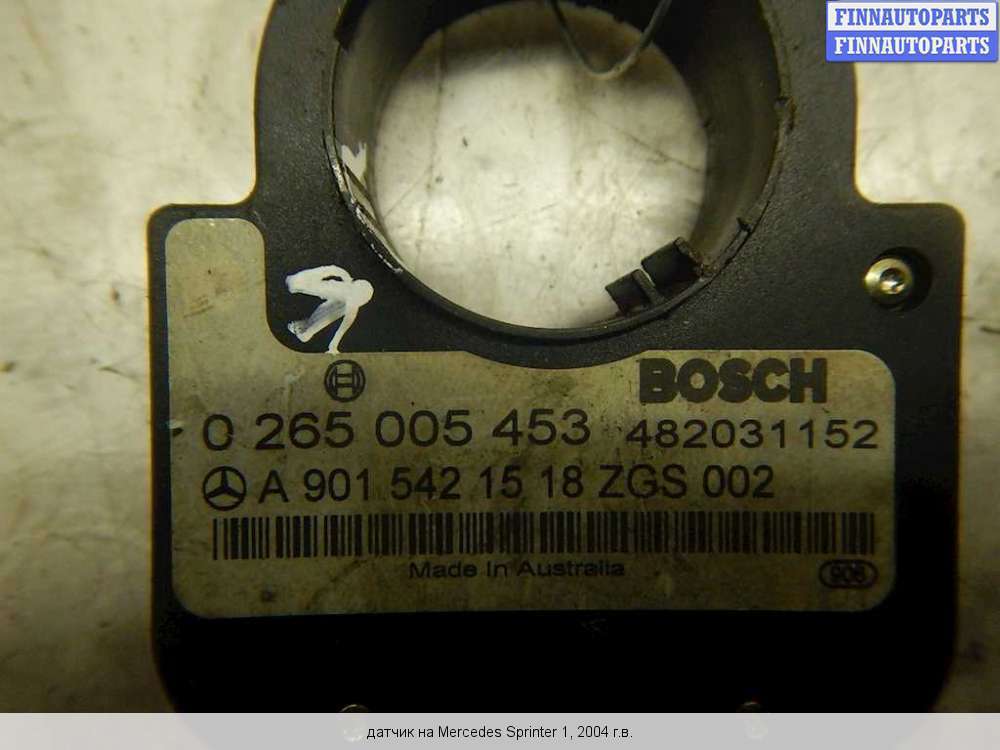 FINNAUTOPARTS
FINNAUTOPARTS
BOSCH
0 265 005 453 482031152
A 901 542 15 18 ZGS 002
Made In Australia
906
датчик на Mercedes Sprinter 1, 2004 г.в.